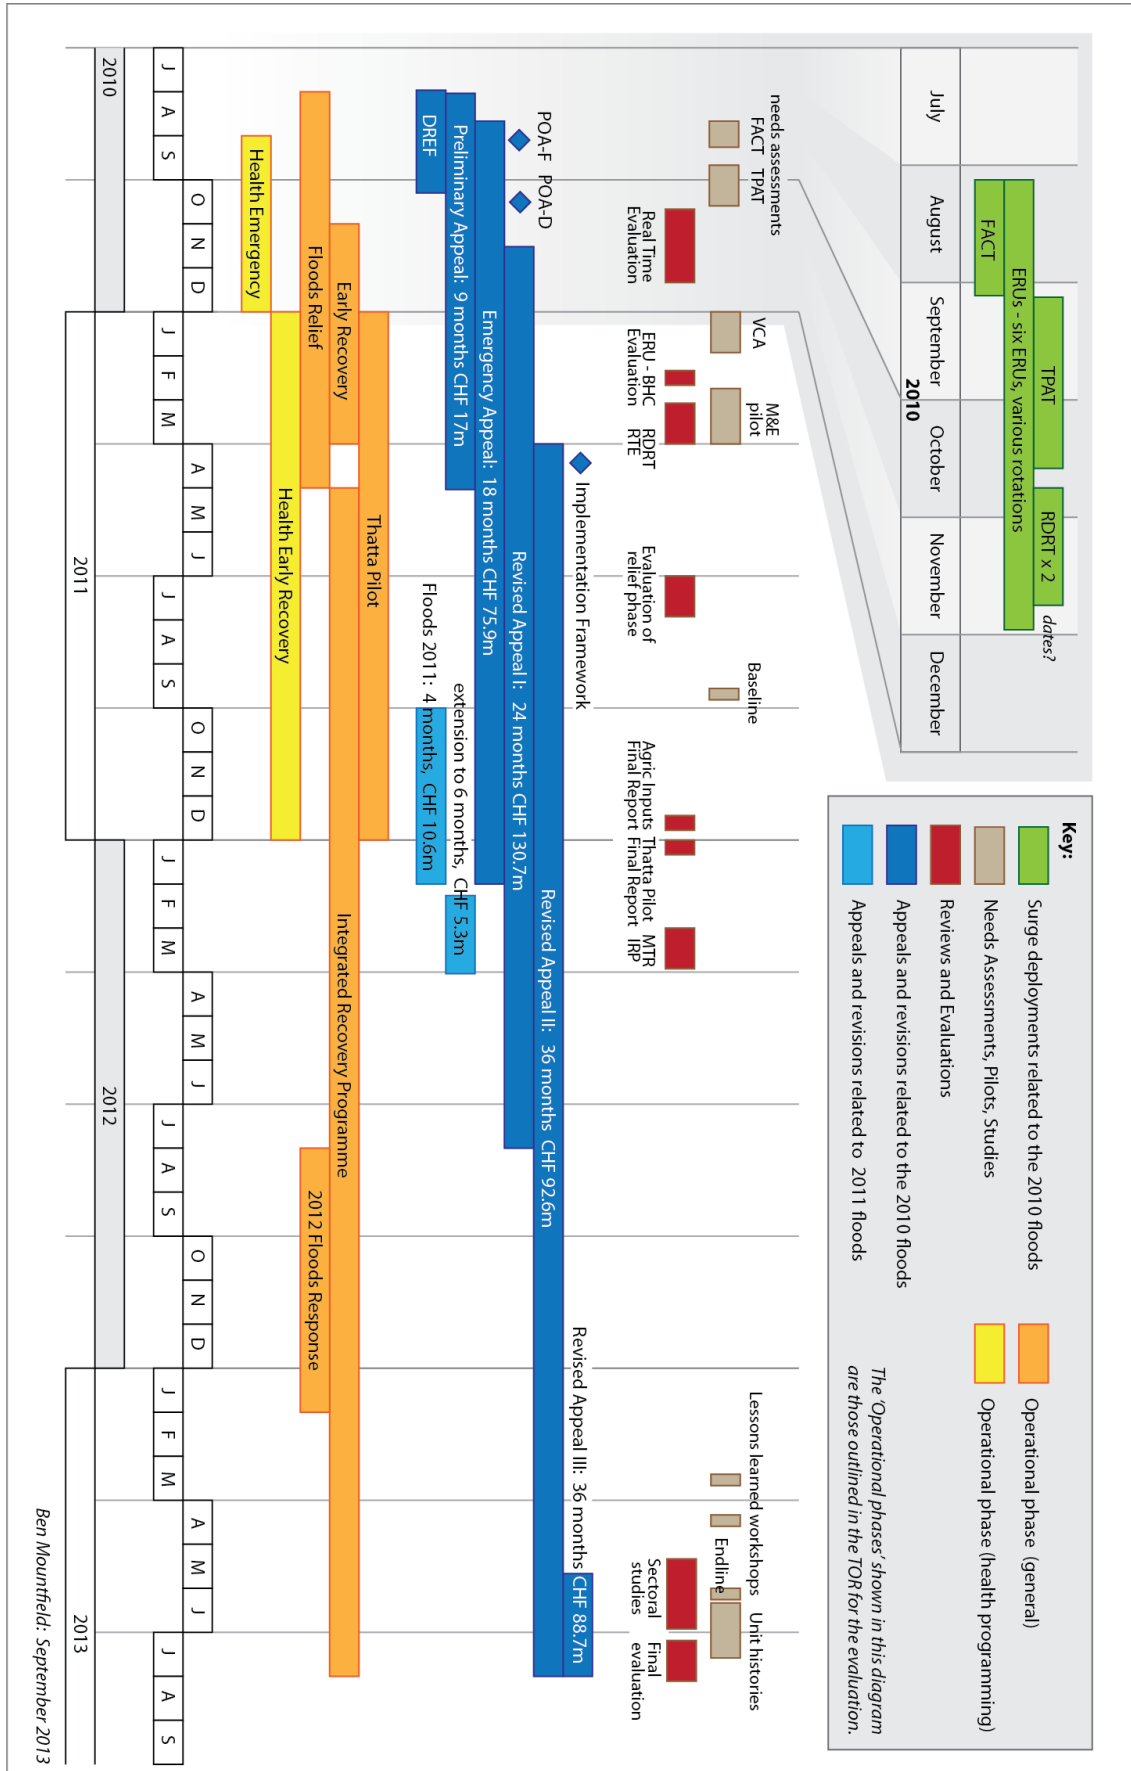 FACT
ERUs - six ERUs, various rotations
TPAT
RDRT x 2
dates?
July
August
September
October
November
December
2010
Key:
Surge deployments related to the 2010 floods
Needs Assessments, Pilots, Studies
Reviews and Evaluations
Appeals and revisions related to the 2010 floods
Appeals and revisions related to 2011 floods
Operational phase (general)
Operational phase (health programming)
The 'Operational phases' shown in this diagram
are those outlined in the TOR for the evaluation.
needs assessments
FACT
TPAT
VCA
M&E
pilot
Baseline
Lessons learned workshops
Endline
Unit histories
Real Time
Evaluation
ERU - BHC
Evaluation
RDRT
RTE
Evaluation of
relief phase
Agric Inputs
Final Report
Thatta Pilot
Final Report
MTR
IRP
Sectoral
studies
Final
evaluation
POA-F
POA-D
Implementation Framework
Revised Appeal III: 36 months CHF 88.7m
Revised Appeal II: 36 months CHF 92.6m
Revised Appeal I: 24 months CHF 130.7m
Emergency Appeal: 18 months CHF 75.9m
Preliminary Appeal: 9 months CHF 17m
extension to 6 months, CHF 5.3m
DREF
Floods 2011: 4 months, CHF 10.6m
Thatta Pilot
Early Recovery
Integrated Recovery Programme
Floods Relief
2012 Floods Response
Health Early Recovery
Health Emergency
J A S O N D J F M A M J J A S O N D J F M A M J J A S O N D J F M A M J J A S
2010
2011
2012
2013
Ben Mountfield: September 2013